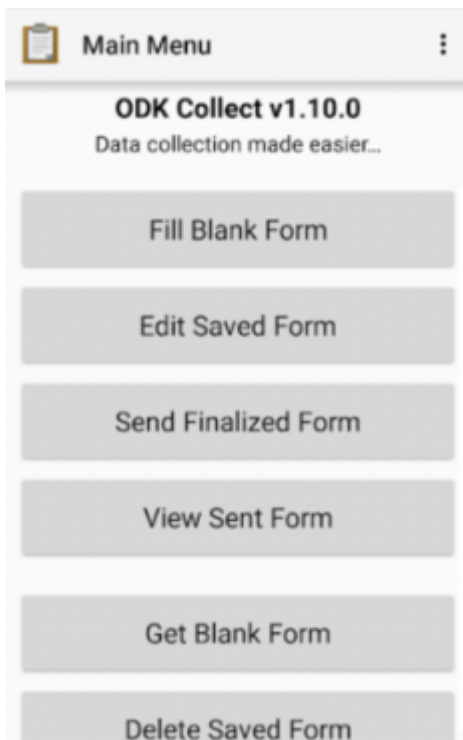 Main Menu
ODK Collect v1.10.0
Data collection made easier...
Fill Blank Form
Edit Saved Form
Send Finalized Form
View Sent Form
Get Blank Form
Delete Saved Form